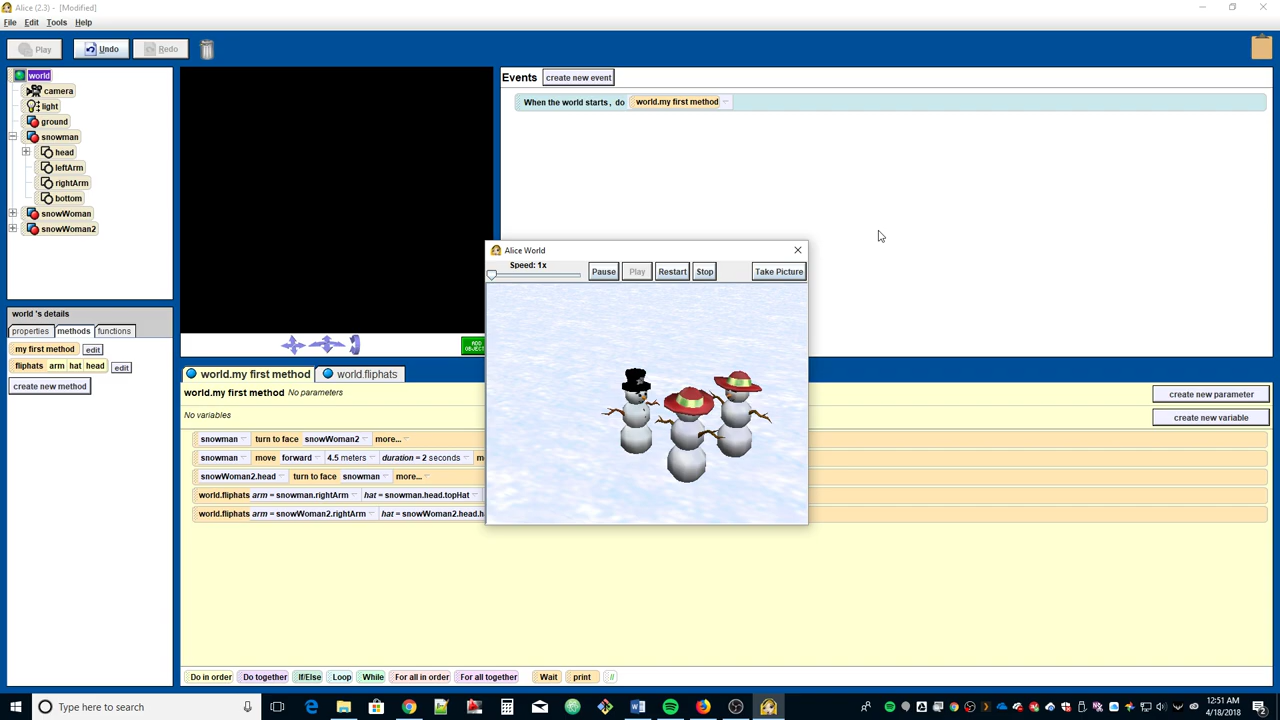 Alice (2.3) - [Modified]
File Edit Tools Help
Play Undo Redo
world
camera
light
ground
snowman
head
leftArm
rightArm
bottom
snowWoman
snowWoman2
Events create new event
When the world starts, do world.my first method
Alice World
Speed: 1x
Pause Play Restart Stop Take Picture
ADD
world 's details
properties methods functions
my first method edit
fliphats arm hat head edit
create new method
world.my first method world.fliphats
world.my first method No parameters
create new parameter
No variables
create new variable
snowman turn to face snowWoman2 more...
snowman move forward 4.5 meters duration = 2 seconds
snowWoman2.head turn to face snowman more...
world.fliphats arm = snowman.rightArm hat = snowman.head.topHat
world.fliphats arm = snowWoman2.rightArm hat = snowWoman2.head.h
Do in order Do together If/Else Loop While For all in order For all together Wait print //
Type here to search
12:51 AM
4/18/2018